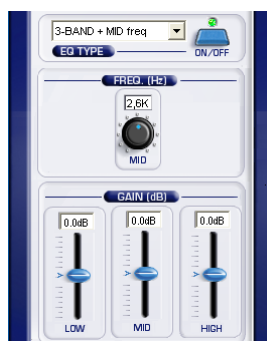 3-BAND + MID freq
EQ TYPE
ON/OFF
FREQ. (Hz)
2,6K
MID
GAIN (dB)
0.0dB 0.0dB 0.0dB
LOW MID HIGH